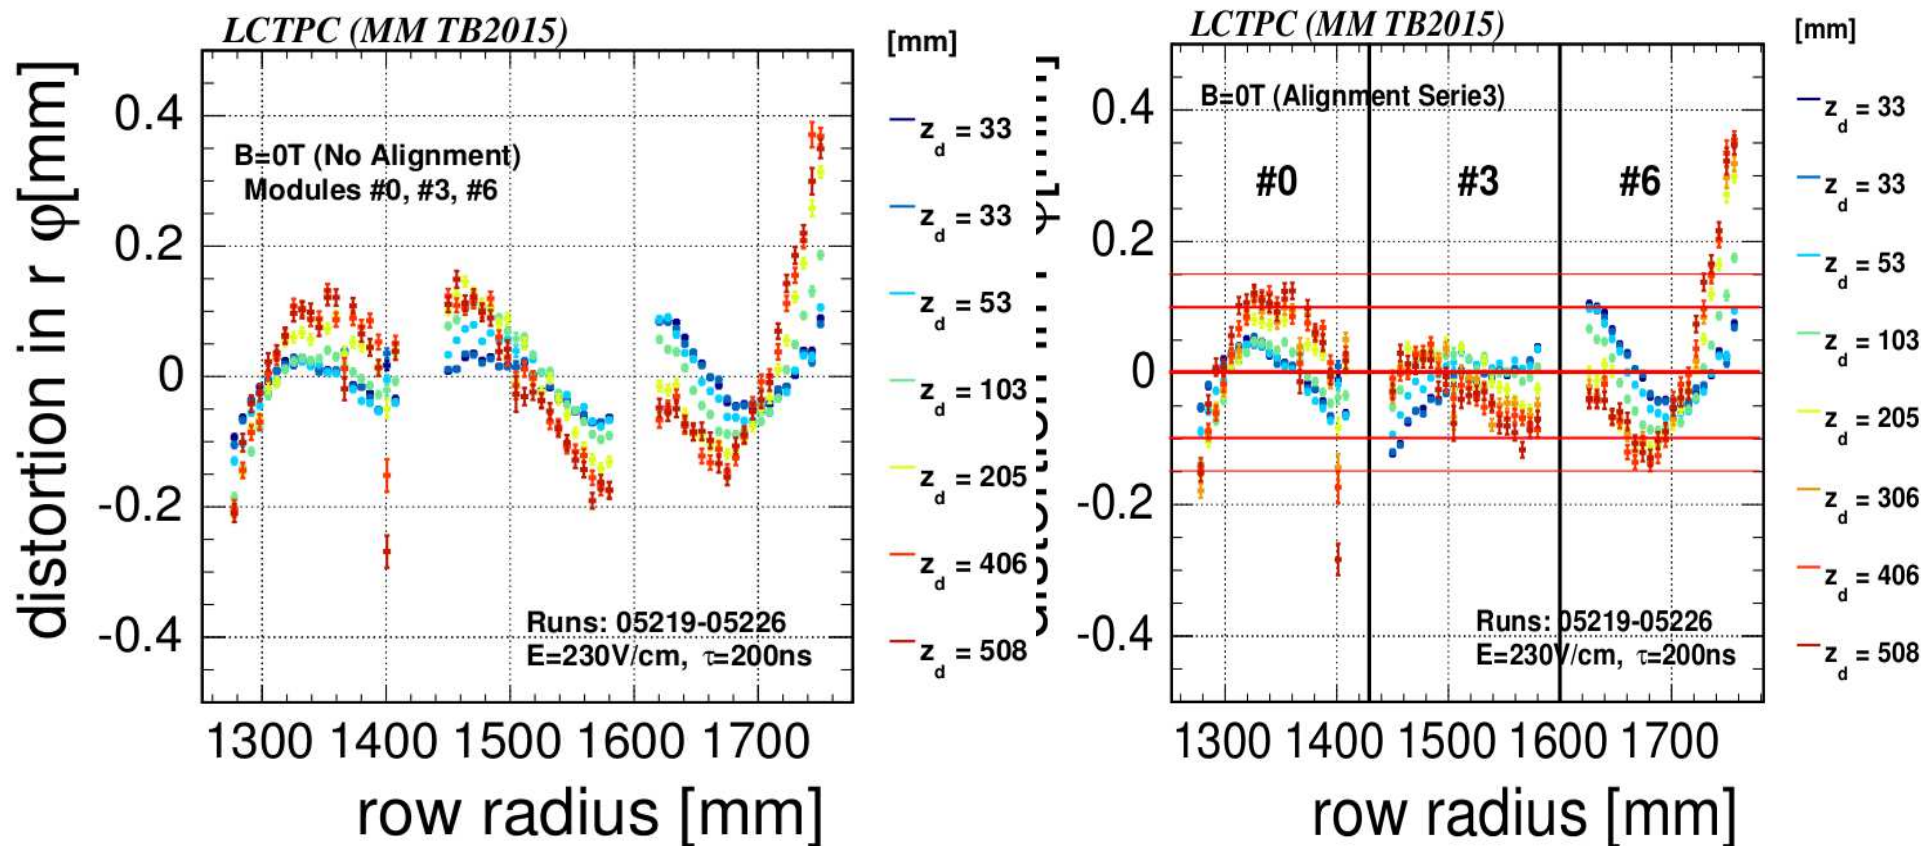 LCTPC (MM TB2015)
[mm]
distortion in r φ[mm]
0.4
0.2
0
-0.2
-0.4
B=0T (No Alignment)
Modules #0, #3, #6
Runs: 05219-05226
E=230V/cm, τ=200ns
1300 1400 1500 1600 1700
row radius [mm]
z_d = 33
z_d = 33
z_d = 53
z_d = 103
z_d = 205
z_d = 406
z_d = 508
LCTPC (MM TB2015)
[mm]
0.4
0.2
0
-0.2
-0.4
B=0T (Alignment Serie3)
#0 #3 #6
Runs: 05219-05226
E=230V/cm, τ=200ns
1300 1400 1500 1600 1700
row radius [mm]
z_d = 33
z_d = 33
z_d = 53
z_d = 103
z_d = 205
z_d = 306
z_d = 406
z_d = 508